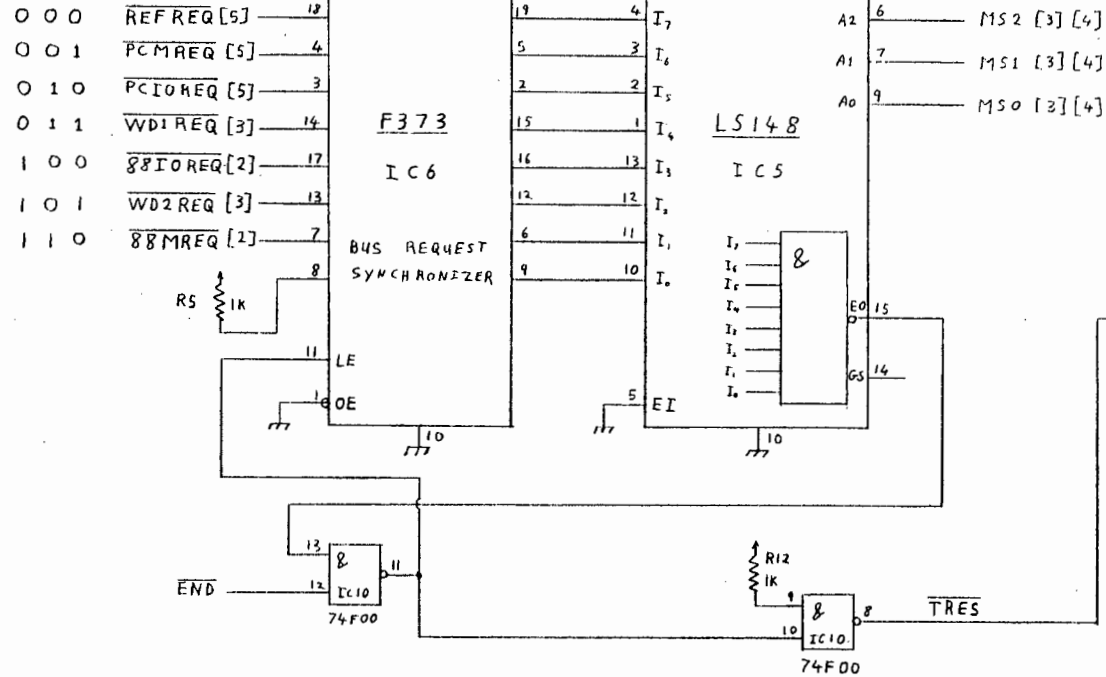 0 0 0 REFREQ [5] 18 19 4 I7 A2 6 MS2 [3] [4]
0 0 1 PCMREQ [5] 4 5 3 I6 A1 7 MS1 [3] [4]
0 1 0 PCIOREQ [5] 3 2 2 I5 A0 9 MS0 [3] [4]
0 1 1 WD1REQ [3] 14 F373 15 1 I4 LS148
1 0 0 88IOREQ [2] 17 IC6 16 13 I3 IC5
1 0 1 WD2REQ [3] 13 12 12 I2
1 1 0 88MREQ [2] 7 BUS REQUEST 6 11 I1
8 SYNCHRONIZER 9 10 I0
R5 1K
I7 &
I6
I5
I4 EO 15
I3
I2
I1 GS 14
I0
11 LE
1 OE 5 EI
10 10
13 & 11
END 12 IC10
74F00
R12
1K
9 & 8 TRES
10 IC10
74F00